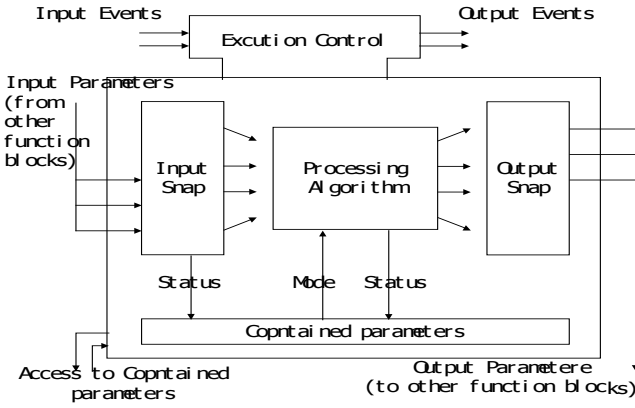 Input Events
Output Events
Excution Control
Input Parameters
(from
other
function
blocks)
Input
Snap
Processing
Algorithm
Output
Snap
Status
Mode
Status
Copntained parameters
Access to Copntained
parameters
Output Parametere
(to other function blocks)